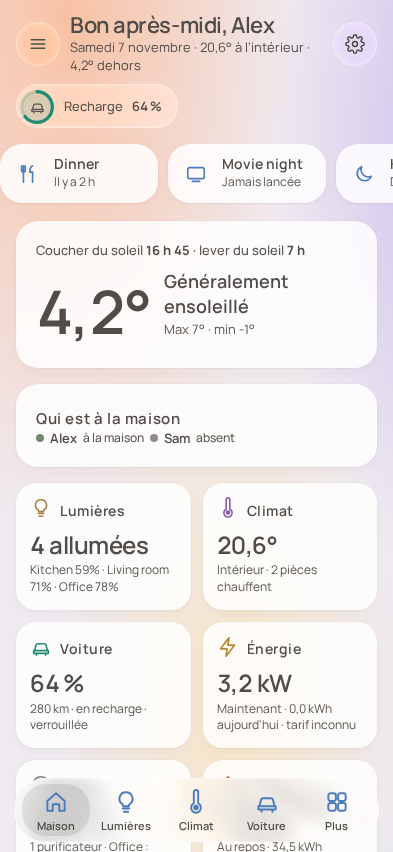 Bon après-midi, Alex
Samedi 7 novembre · 20,6° à l'intérieur ·
4,2° dehors
Recharge 64 %
Dinner
Il y a 2 h
Movie night
Jamais lancée
Coucher du soleil 16 h 45 · lever du soleil 7 h
4,2°
Généralement
ensoleillé
Max 7° · min -1°
Qui est à la maison
Alex à la maison Sam absent
Lumières
4 allumées
Kitchen 59% · Living room
71% · Office 78%
Climat
20,6°
Intérieur · 2 pièces
chauffent
Voiture
64 %
280 km · en recharge ·
verrouillée
Énergie
3,2 kW
Maintenant · 0,0 kWh
aujourd'hui · tarif inconnu
Maison
Lumières
Climat
Voiture
Plus
1 purificateur · Office :
Au repos · 34,5 kWh